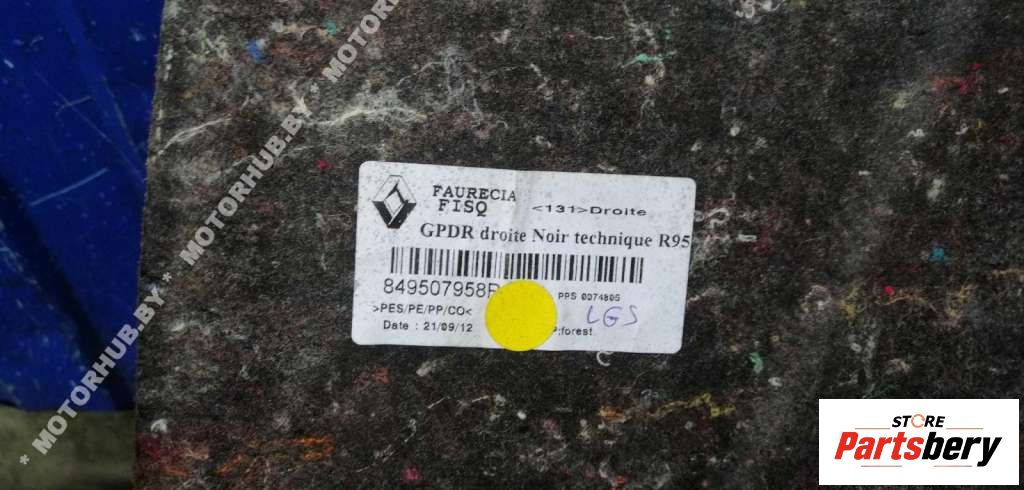 FAURECIA
FISQ
<131>Droite
GPDR droite Noir technique R95
849507958R
PPS 0074805
>PES/PE/PP/CO<
LGS
Date : 21/09/12
forest
* MOTORHUB.BY * MOTORHUB.BY * MOTORHUB.BY
STORE
Partsbery